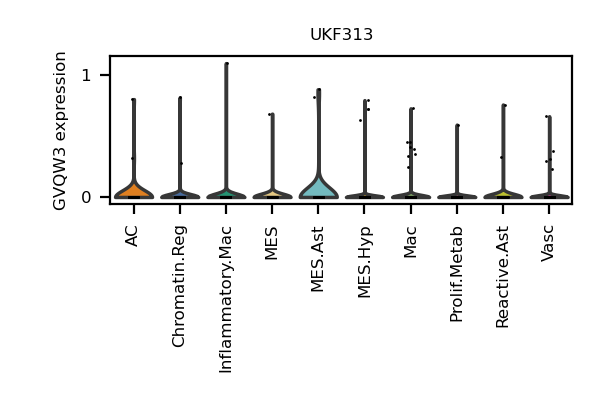 UKF313
GVQW3 expression
1
0
AC
Chromatin.Reg
Inflammatory.Mac
MES
MES.Ast
MES.Hyp
Mac
Prolif.Metab
Reactive.Ast
Vasc